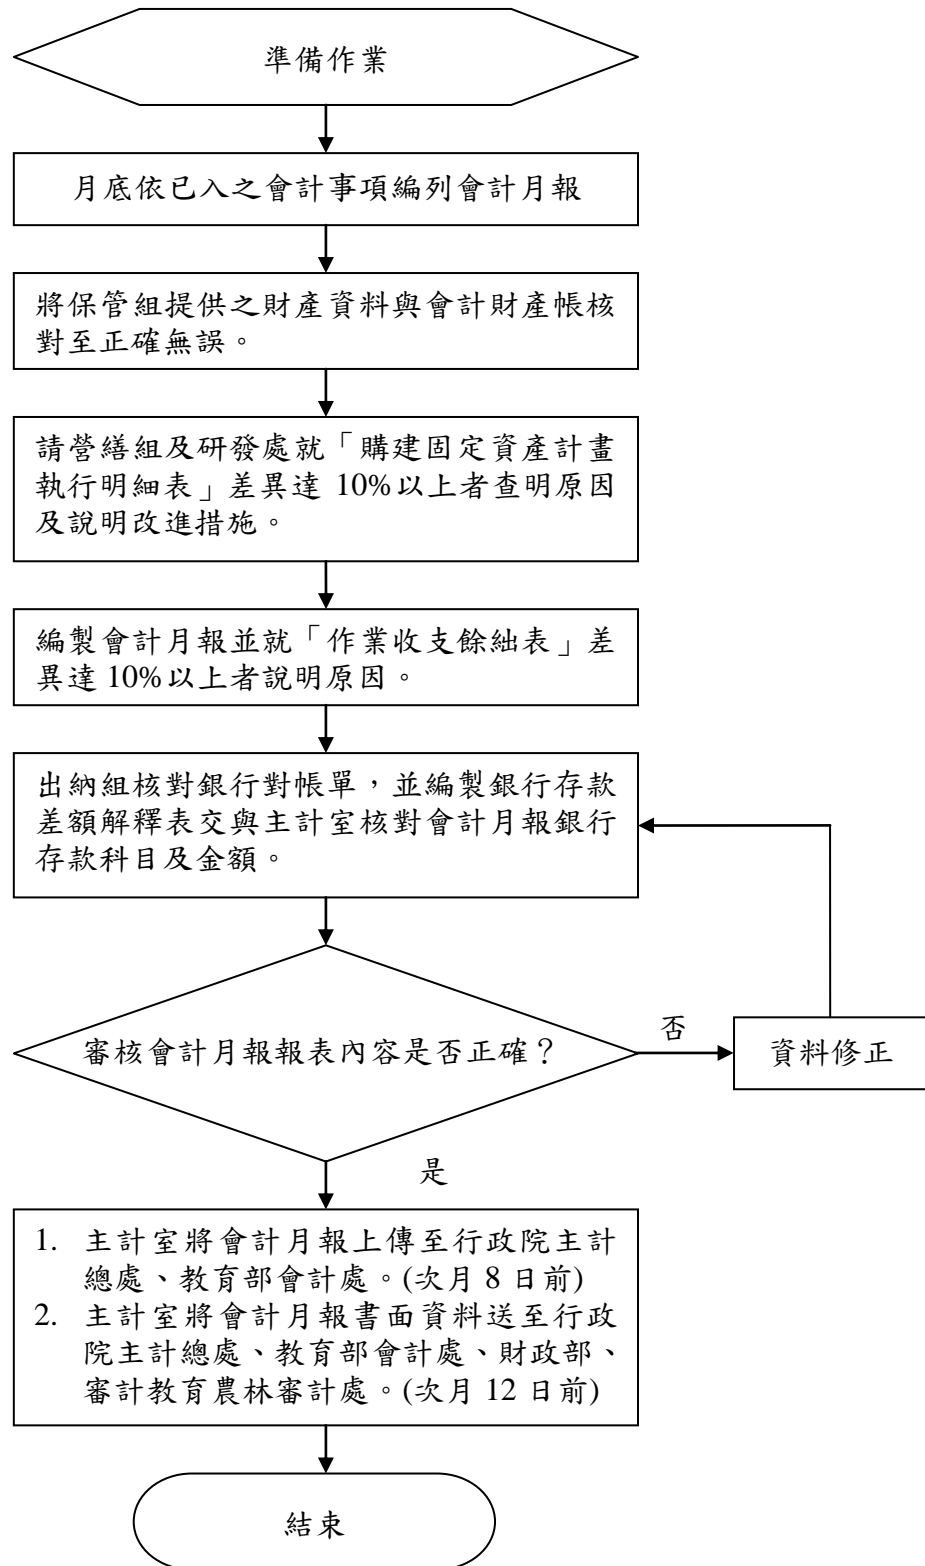 準備作業
月底依已入之會計事項編列會計月報
將保管組提供之財產資料與會計財產帳核
對至正確無誤。
請營繕組及研發處就「購建固定資產計畫
執行明細表」差異達 10%以上者查明原因
及說明改進措施。
編製會計月報並就「作業收支餘絀表」差
異達 10%以上者說明原因。
出納組核對銀行對帳單，並編製銀行存款
差額解釋表交與主計室核對會計月報銀行
存款科目及金額。
審核會計月報報表內容是否正確？
否
資料修正
是
1. 主計室將會計月報上傳至行政院主計
總處、教育部會計處。(次月 8 日前)
2. 主計室將會計月報書面資料送至行政
院主計總處、教育部會計處、財政部、
審計教育農林審計處。(次月 12 日前)
結束